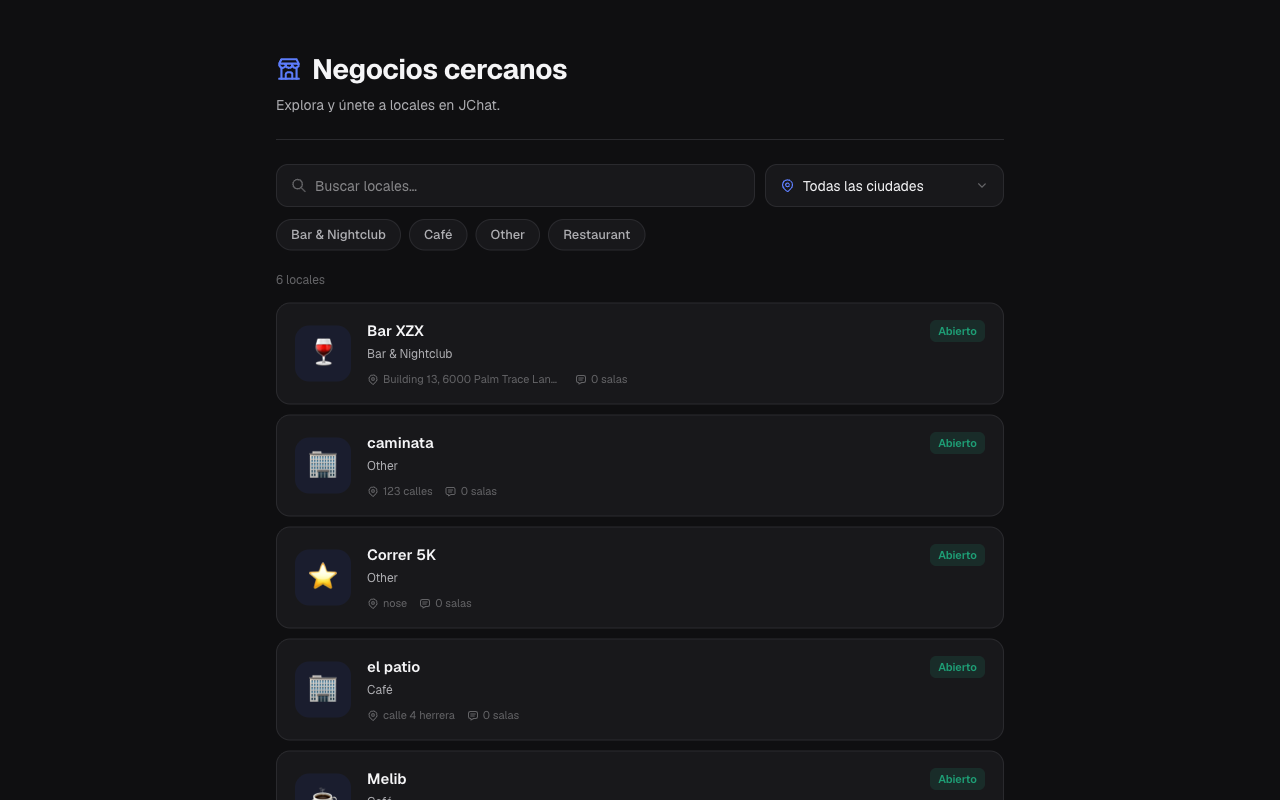 Negocios cercanos
Explora y únete a locales en JChat.
Buscar locales...
Todas las ciudades
Bar & Nightclub
Café
Other
Restaurant
6 locales
Bar XZX
Abierto
Bar & Nightclub
Building 13, 6000 Palm Trace Lan...
0 salas
caminata
Abierto
Other
123 calles
0 salas
Correr 5K
Abierto
Other
nose
0 salas
el patio
Abierto
Café
calle 4 herrera
0 salas
Melib
Abierto
Café